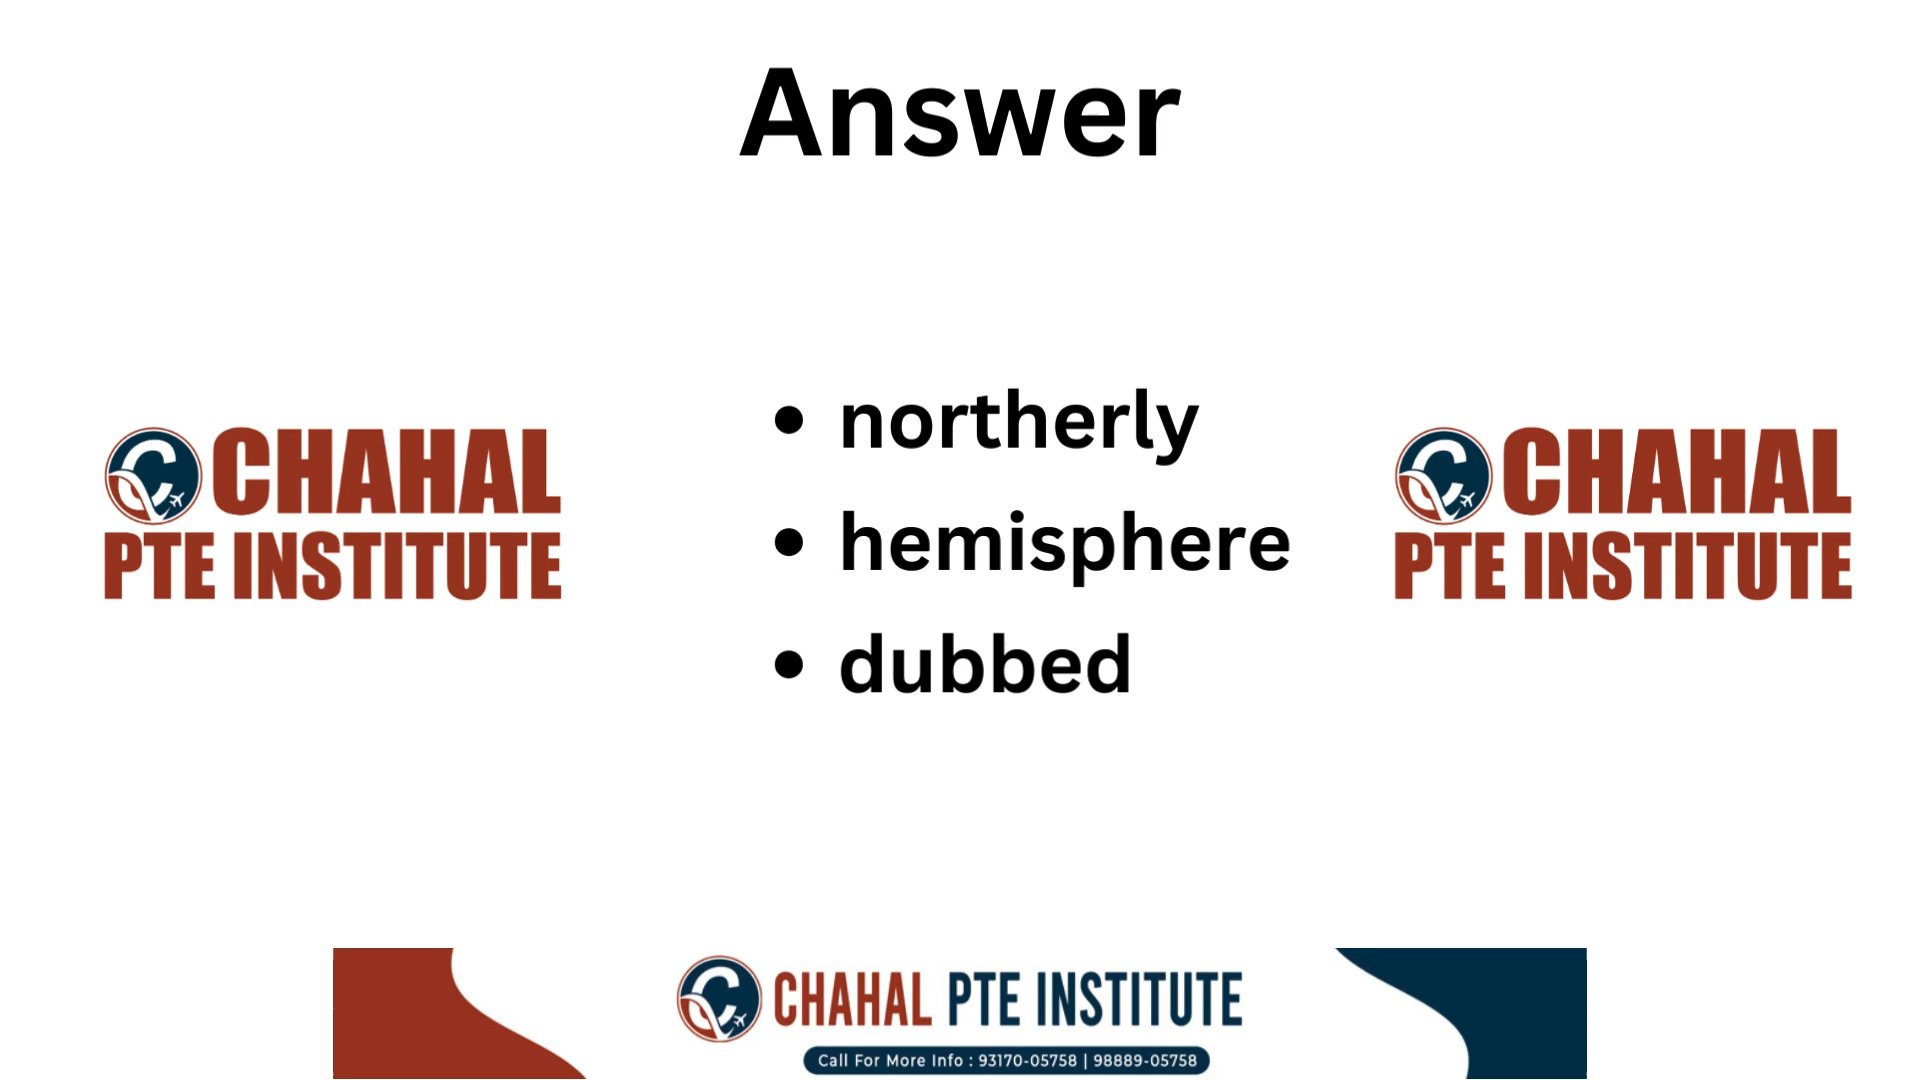 Answer
CHAHAL
PTE INSTITUTE
• northerly
• hemisphere
• dubbed
CHAHAL
PTE INSTITUTE
CHAHAL PTE INSTITUTE
Call For More Info : 93170-05758 | 98889-05758